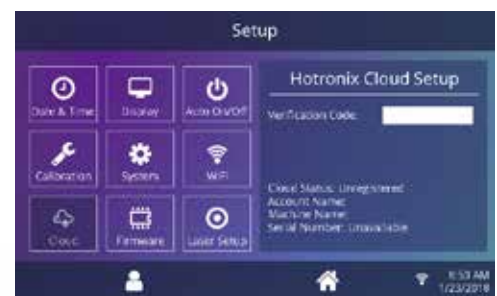 Setup
Date & Time
Display
Auto On/Off
Calibration
System
WiFi
Cloud
Firmware
Laser Setup
Hotronix Cloud Setup
Verification Code:
Cloud Status: Unregistered
Account Name:
Machine Name:
Serial Number: Unavailable
8:53 AM
1/23/2018